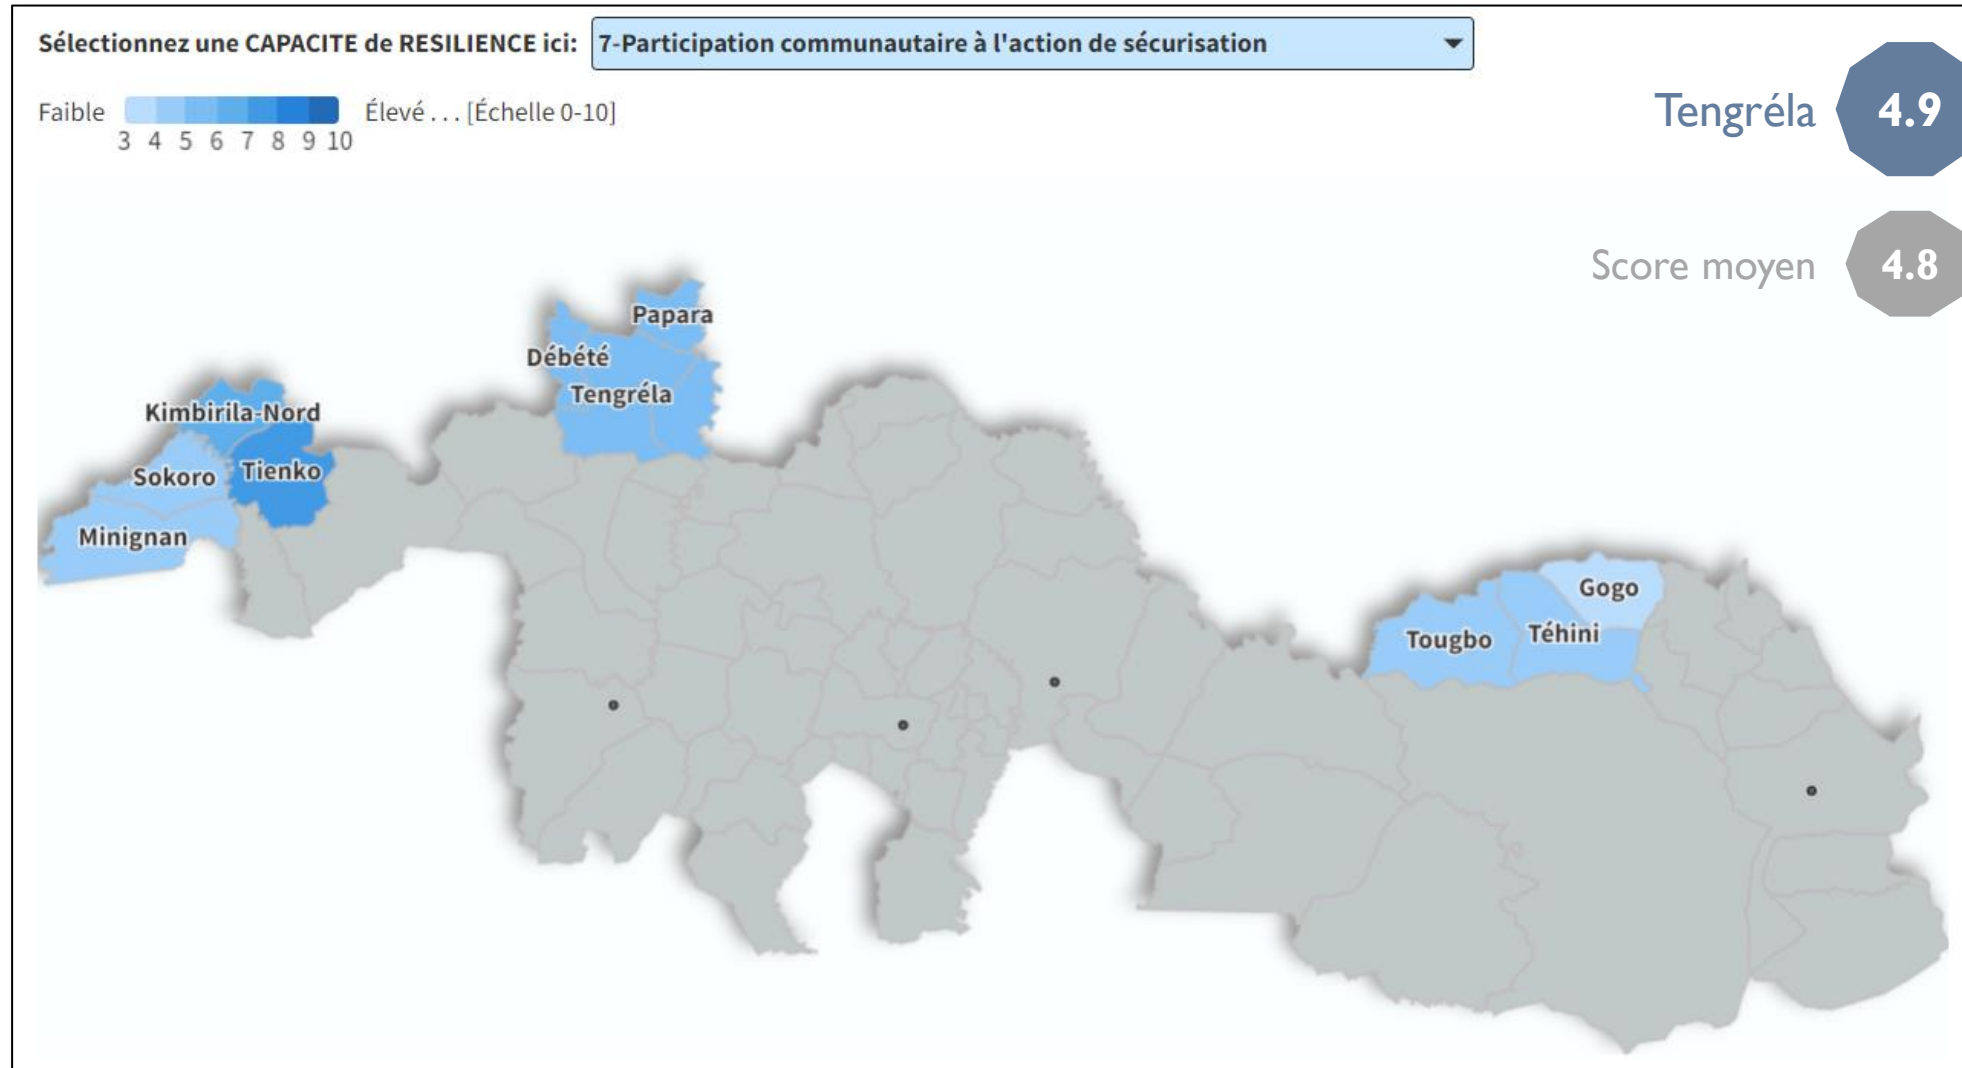 Sélectionnez une CAPACITE de RESILIENCE ici: 7-Participation communautaire à l'action de sécurisation
Faible Élevé . . . [Échelle 0-10]
3 4 5 6 7 8 9 10
Tengréla 4.9
Score moyen 4.8
Papara
Débété
Tengréla
Kimbirila-Nord
Sokoro Tienko
Minignan
Gogo
Tougbo Téhini